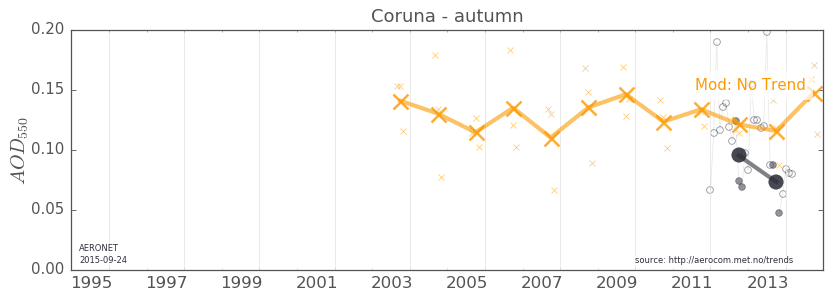 Coruna - autumn
0.20
0.15
0.10
0.05
0.00
AOD550
Mod: No Trend
AERONET
2015-09-24
source: http://aerocom.met.no/trends
1995 1997 1999 2001 2003 2005 2007 2009 2011 2013